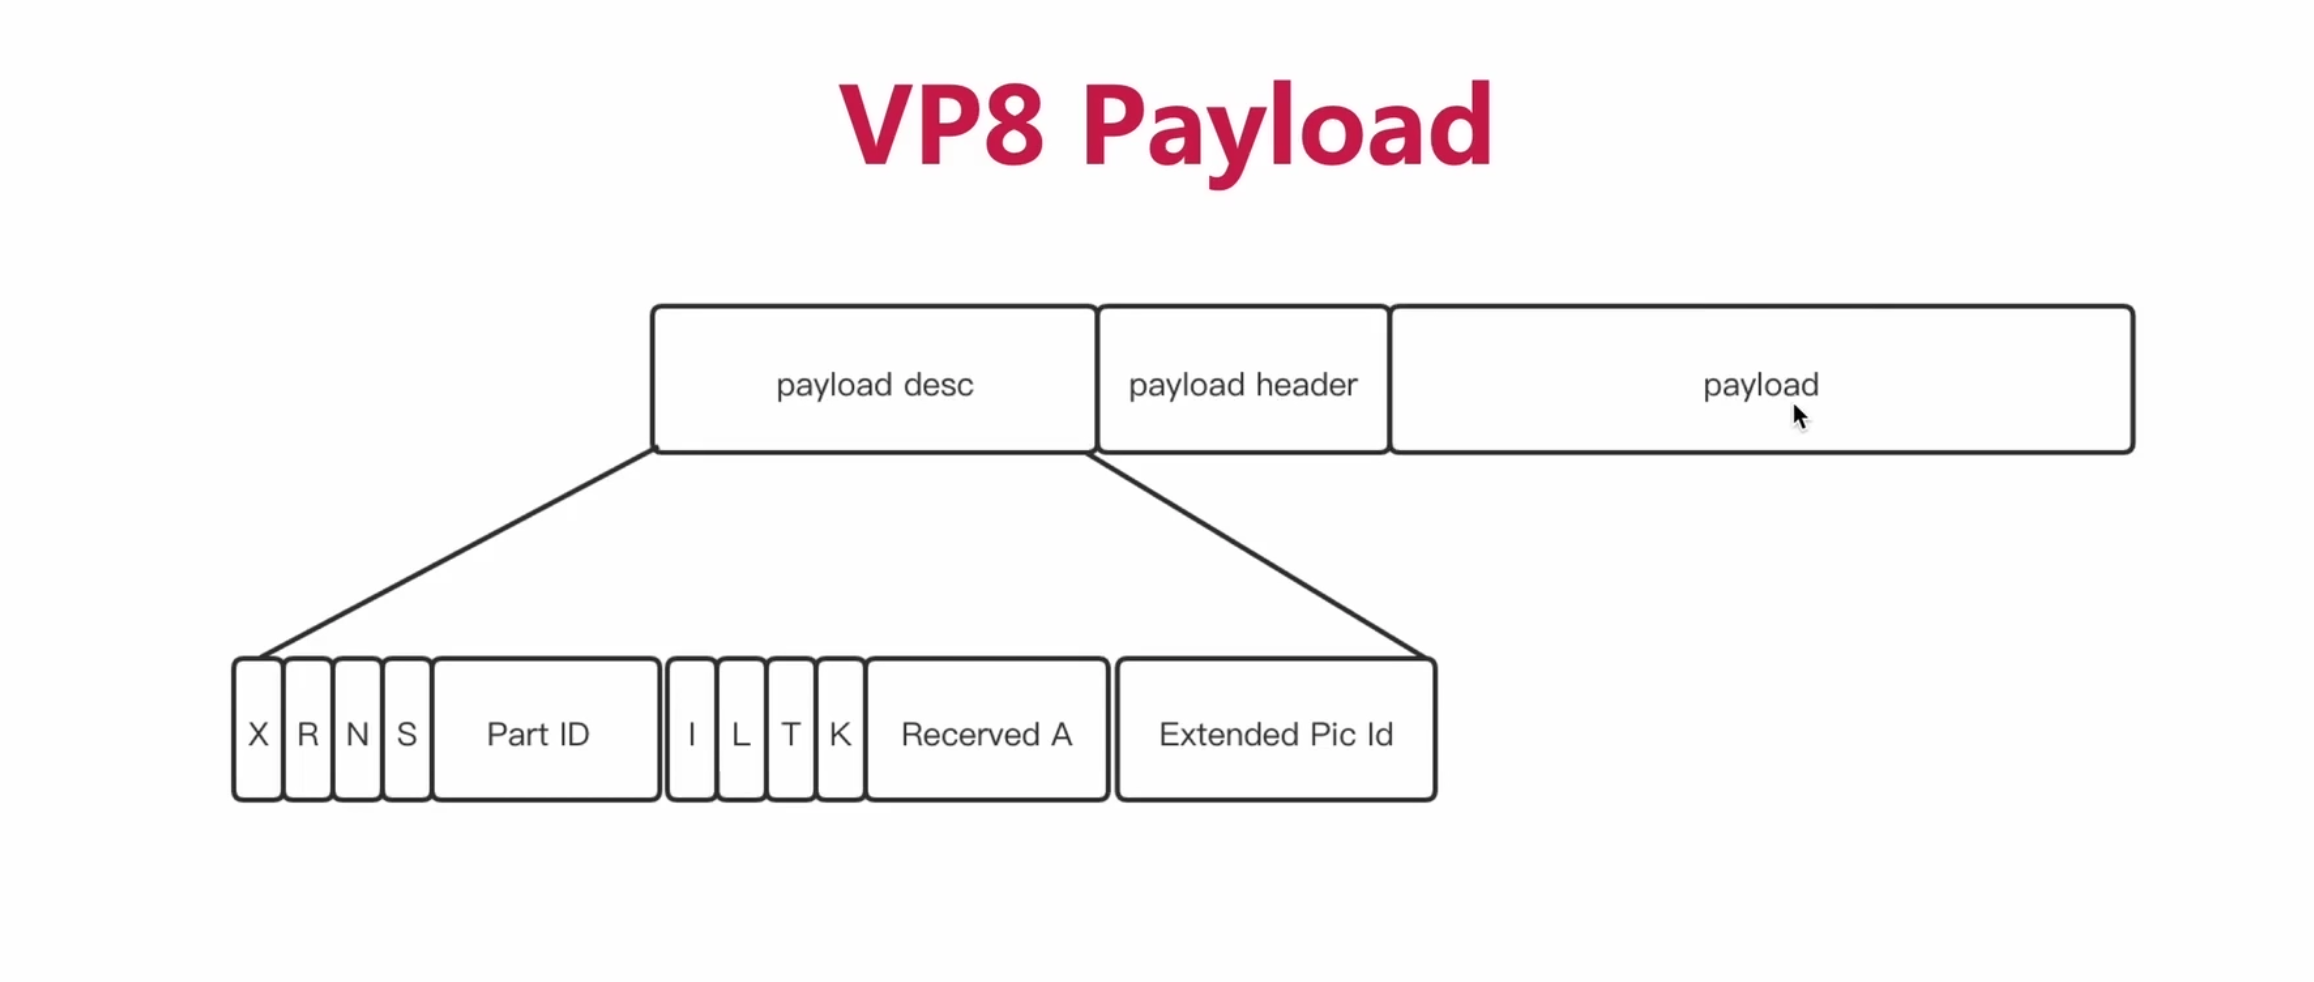 VP8 Payload
payload desc payload header payload
X R N S Part ID I L T K Recerved A Extended Pic Id